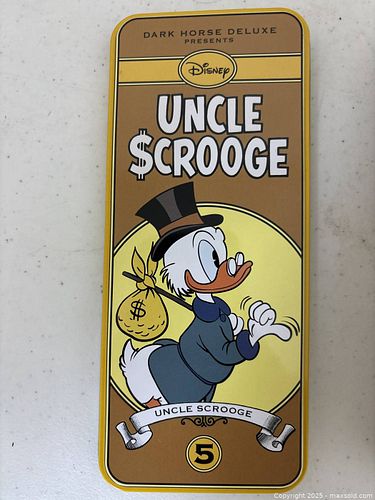 DARK HORSE DELUXE
PRESENTS
Disney
UNCLE
$CROOGE
$
UNCLE SCROOGE
5
Copyright 2025 - maxsold.com